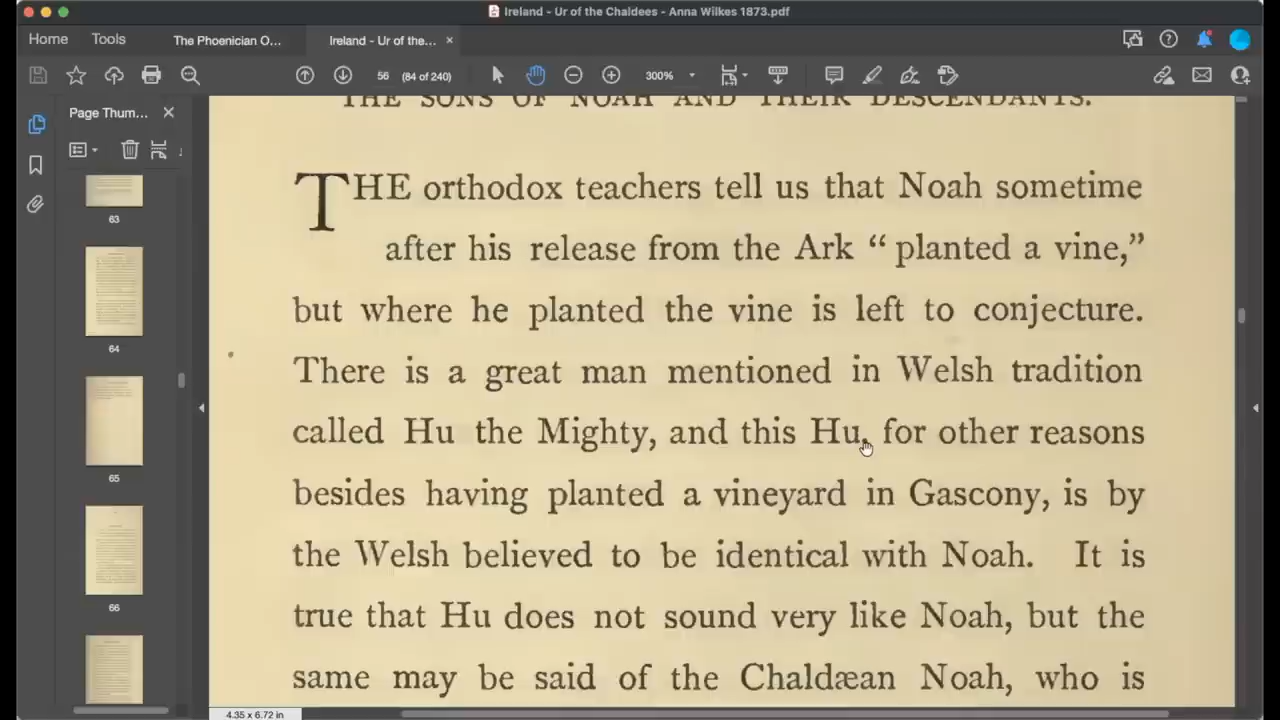 Ireland - Ur of the Chaldees - Anna Wilkes 1873.pdf
Home Tools The Phoenician O... Ireland - Ur of the... ×
56 (84 of 240) 300%
Page Thum...
63
64
65
66
THE SONS OF NOAH AND THEIR DESCENDANTS.
THE orthodox teachers tell us that Noah sometime
after his release from the Ark “ planted a vine,”
but where he planted the vine is left to conjecture.
There is a great man mentioned in Welsh tradition
called Hu the Mighty, and this Hu, for other reasons
besides having planted a vineyard in Gascony, is by
the Welsh believed to be identical with Noah. It is
true that Hu does not sound very like Noah, but the
same may be said of the Chaldæan Noah, who is
4.35 x 6.72 in